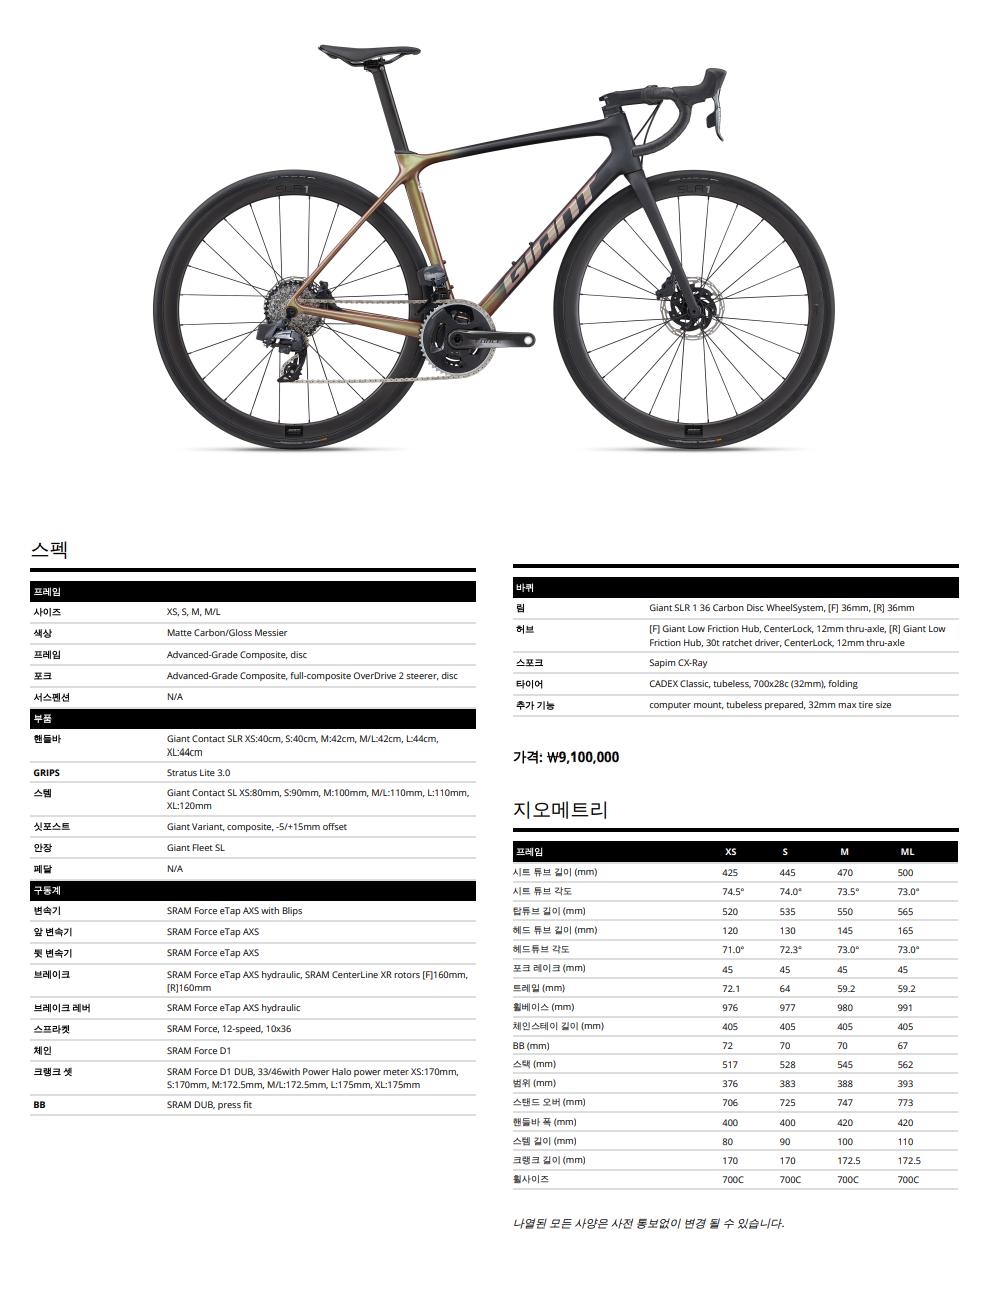 SLR1
SLR1
GIANT
스펙
프레임
사이즈 XS, S, M, M/L
색상 Matte Carbon/Gloss Messier
프레임 Advanced-Grade Composite, disc
포크 Advanced-Grade Composite, full-composite OverDrive 2 steerer, disc
서스펜션 N/A
부품
핸들바 Giant Contact SLR XS:40cm, S:40cm, M:42cm, M/L:42cm, L:44cm,
XL:44cm
GRIPS Stratus Lite 3.0
스템 Giant Contact SL XS:80mm, S:90mm, M:100mm, M/L:110mm, L:110mm,
XL:120mm
싯포스트 Giant Variant, composite, -5/+15mm offset
안장 Giant Fleet SL
페달 N/A
구동계
변속기 SRAM Force eTap AXS with Blips
앞 변속기 SRAM Force eTap AXS
뒷 변속기 SRAM Force eTap AXS
브레이크 SRAM Force eTap AXS hydraulic, SRAM CenterLine XR rotors [F]160mm,
[R]160mm
브레이크 레버 SRAM Force eTap AXS hydraulic
스프라켓 SRAM Force, 12-speed, 10x36
체인 SRAM Force D1
크랭크 셋 SRAM Force D1 DUB, 33/46with Power Halo power meter XS:170mm,
S:170mm, M:172.5mm, M/L:172.5mm, L:175mm, XL:175mm
BB SRAM DUB, press fit
바퀴
림 Giant SLR 1 36 Carbon Disc WheelSystem, [F] 36mm, [R] 36mm
허브 [F] Giant Low Friction Hub, CenterLock, 12mm thru-axle, [R] Giant Low
Friction Hub, 30t ratchet driver, CenterLock, 12mm thru-axle
스포크 Sapim CX-Ray
타이어 CADEX Classic, tubeless, 700x28c (32mm), folding
추가 기능 computer mount, tubeless prepared, 32mm max tire size
가격: ₩9,100,000
지오메트리
프레임 XS S M ML
시트 튜브 길이 (mm) 425 445 470 500
시트 튜브 각도 74.5° 74.0° 73.5° 73.0°
탑튜브 길이 (mm) 520 535 550 565
헤드 튜브 길이 (mm) 120 130 145 165
헤드튜브 각도 71.0° 72.3° 73.0° 73.0°
포크 레이크 (mm) 45 45 45 45
트레일 (mm) 72.1 64 59.2 59.2
휠베이스 (mm) 976 977 980 991
체인스테이 길이 (mm) 405 405 405 405
BB (mm) 72 70 70 67
스택 (mm) 517 528 545 562
범위 (mm) 376 383 388 393
스탠드 오버 (mm) 706 725 747 773
핸들바 폭 (mm) 400 400 420 420
스템 길이 (mm) 80 90 100 110
크랭크 길이 (mm) 170 170 172.5 172.5
휠사이즈 700C 700C 700C 700C
나열된 모든 사양은 사전 통보없이 변경 될 수 있습니다.